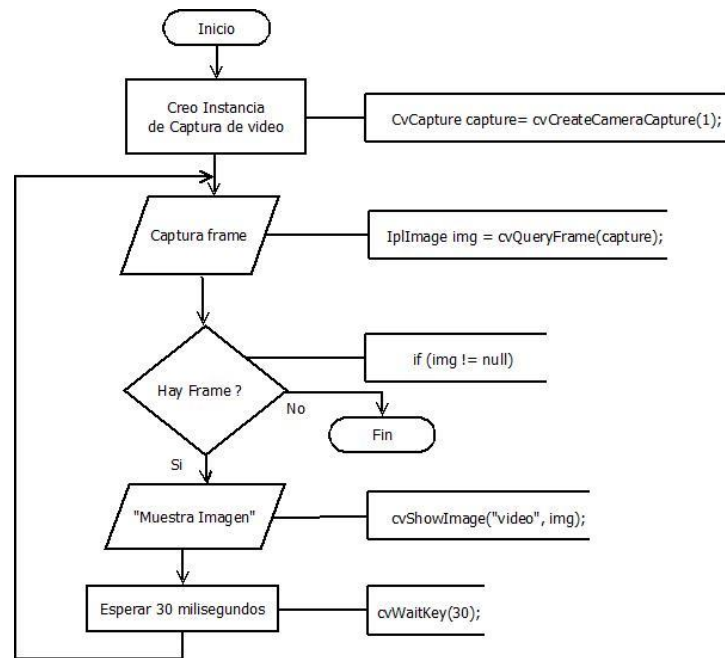 Inicio
Creo Instancia
de Captura de video
CvCapture capture= cvCreateCameraCapture(1);
Captura frame
IplImage img = cvQueryFrame(capture);
if (img != null)
Hay Frame ?
No
Fin
Si
"Muestra Imagen"
cvShowImage("video", img);
Esperar 30 milisegundos
cvWaitKey(30);